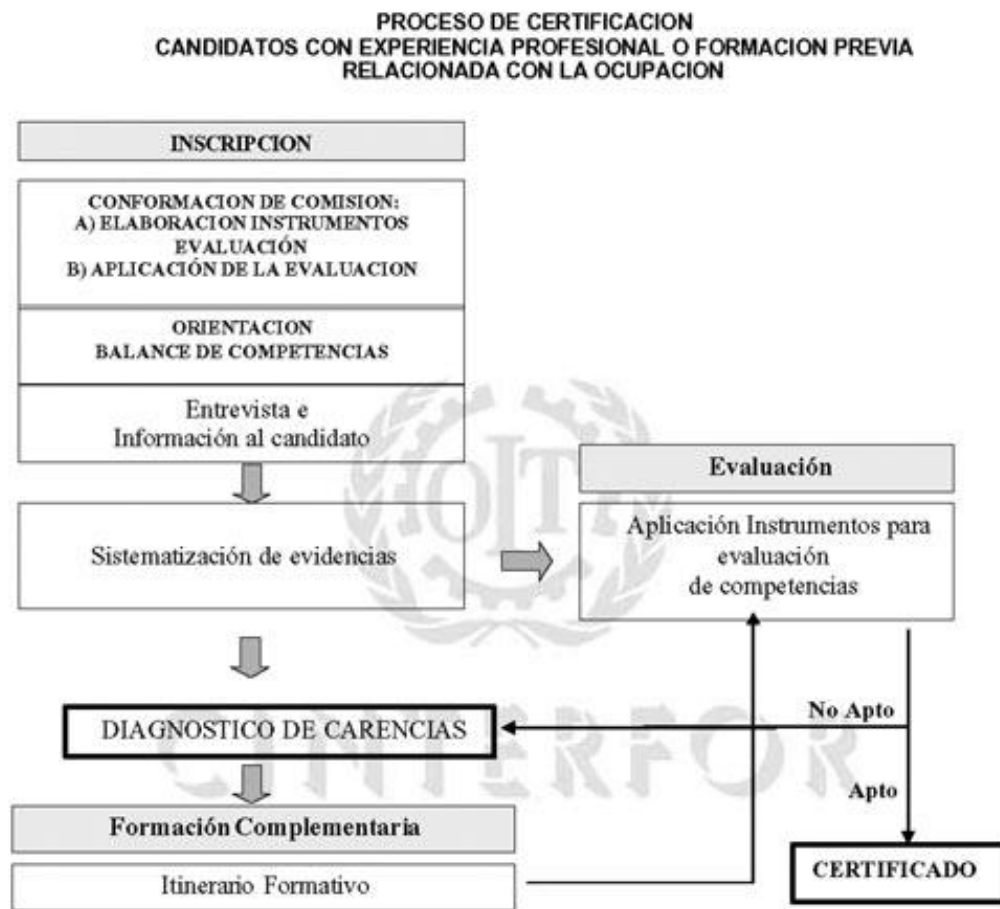 PROCESO DE CERTIFICACION
CANDIDATOS CON EXPERIENCIA PROFESIONAL O FORMACION PREVIA
RELACIONADA CON LA OCUPACION
INSCRIPCION
CONFORMACION DE COMISION:
A) ELABORACION INSTRUMENTOS
EVALUACIÓN
B) APLICACIÓN DE LA EVALUACION
ORIENTACION
BALANCE DE COMPETENCIAS
Entrevista e
Información al candidato
Sistematización de evidencias
Evaluación
Aplicación Instrumentos para
evaluación
de competencias
No Apto
DIAGNOSTICO DE CARENCIAS
Apto
Formación Complementaria
Itinerario Formativo
CERTIFICADO
OIT
CINTERFOR